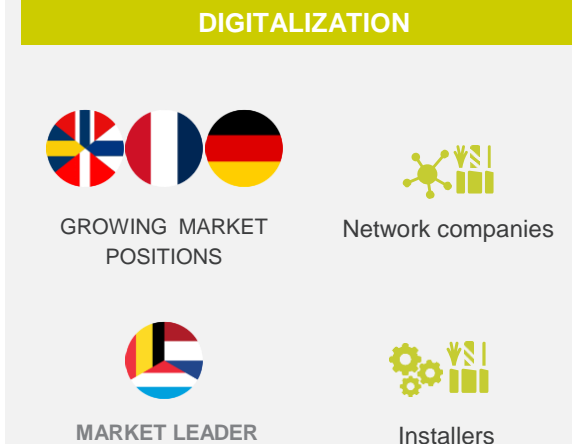 DIGITALIZATION
GROWING MARKET
POSITIONS
Network companies
MARKET LEADER
Installers